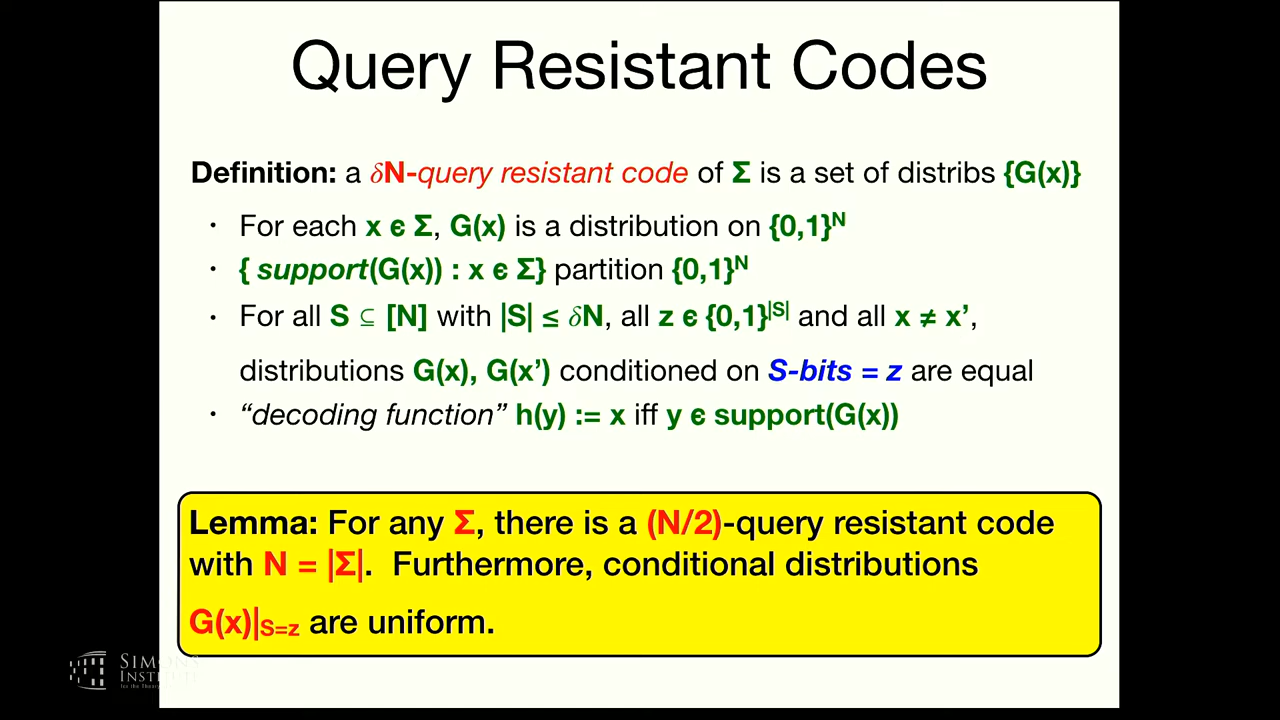 Query Resistant Codes
Definition: a δN-query resistant code of Σ is a set of distribs {G(x)}
· For each x ϵ Σ, G(x) is a distribution on {0,1}ᴺ
· { support(G(x)) : x ϵ Σ} partition {0,1}ᴺ
· For all S ⊆ [N] with |S| ≤ δN, all z ϵ {0,1}^|S| and all x ≠ x’,
distributions G(x), G(x’) conditioned on S-bits = z are equal
· “decoding function” h(y) := x iff y ϵ support(G(x))
Lemma: For any Σ, there is a (N/2)-query resistant code
with N = |Σ|. Furthermore, conditional distributions
G(x)|S=z are uniform.
SIMONS